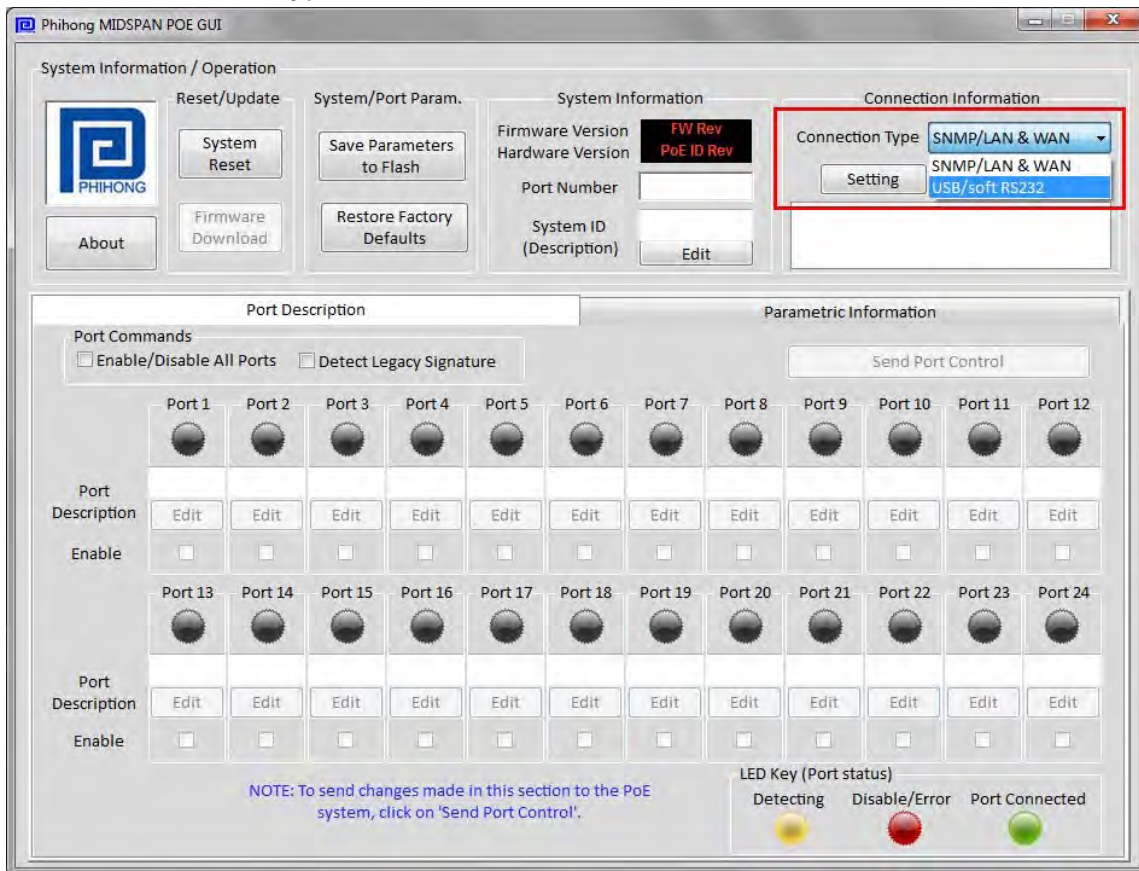 Phihong MIDSPAN POE GUI
System Information / Operation
Reset/Update
System/Port Param.
System Information
Connection Information
PHIHONG
About
System
Reset
Firmware
Download
Save Parameters
to Flash
Restore Factory
Defaults
Firmware Version FW Rev
Hardware Version PoE ID Rev
Port Number
System ID
(Description)
Edit
Connection Type SNMP/LAN & WAN
SNMP/LAN & WAN
USB/soft RS232
Setting
Port Description
Parametric Information
Port Commands
Enable/Disable All Ports Detect Legacy Signature
Send Port Control
Port 1 Port 2 Port 3 Port 4 Port 5 Port 6 Port 7 Port 8 Port 9 Port 10 Port 11 Port 12
Port
Description
Edit Edit Edit Edit Edit Edit Edit Edit Edit Edit Edit Edit
Enable
Port 13 Port 14 Port 15 Port 16 Port 17 Port 18 Port 19 Port 20 Port 21 Port 22 Port 23 Port 24
Port
Description
Edit Edit Edit Edit Edit Edit Edit Edit Edit Edit Edit Edit
Enable
NOTE: To send changes made in this section to the PoE
system, click on 'Send Port Control'.
LED Key (Port status)
Detecting Disable/Error Port Connected